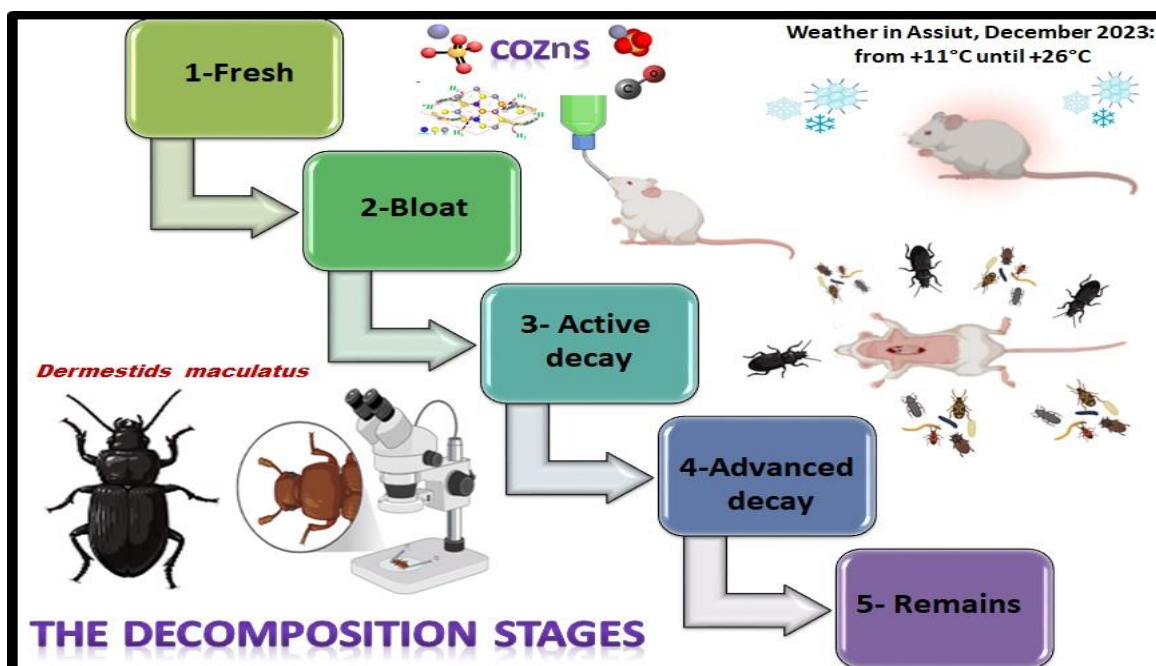 1-Fresh
COZnS
Weather in Assiut, December 2023:
from +11°C until +26°C
2-Bloat
3- Active
decay
Dermestids maculatus
4-Advanced
decay
5- Remains
THE DECOMPOSITION STAGES